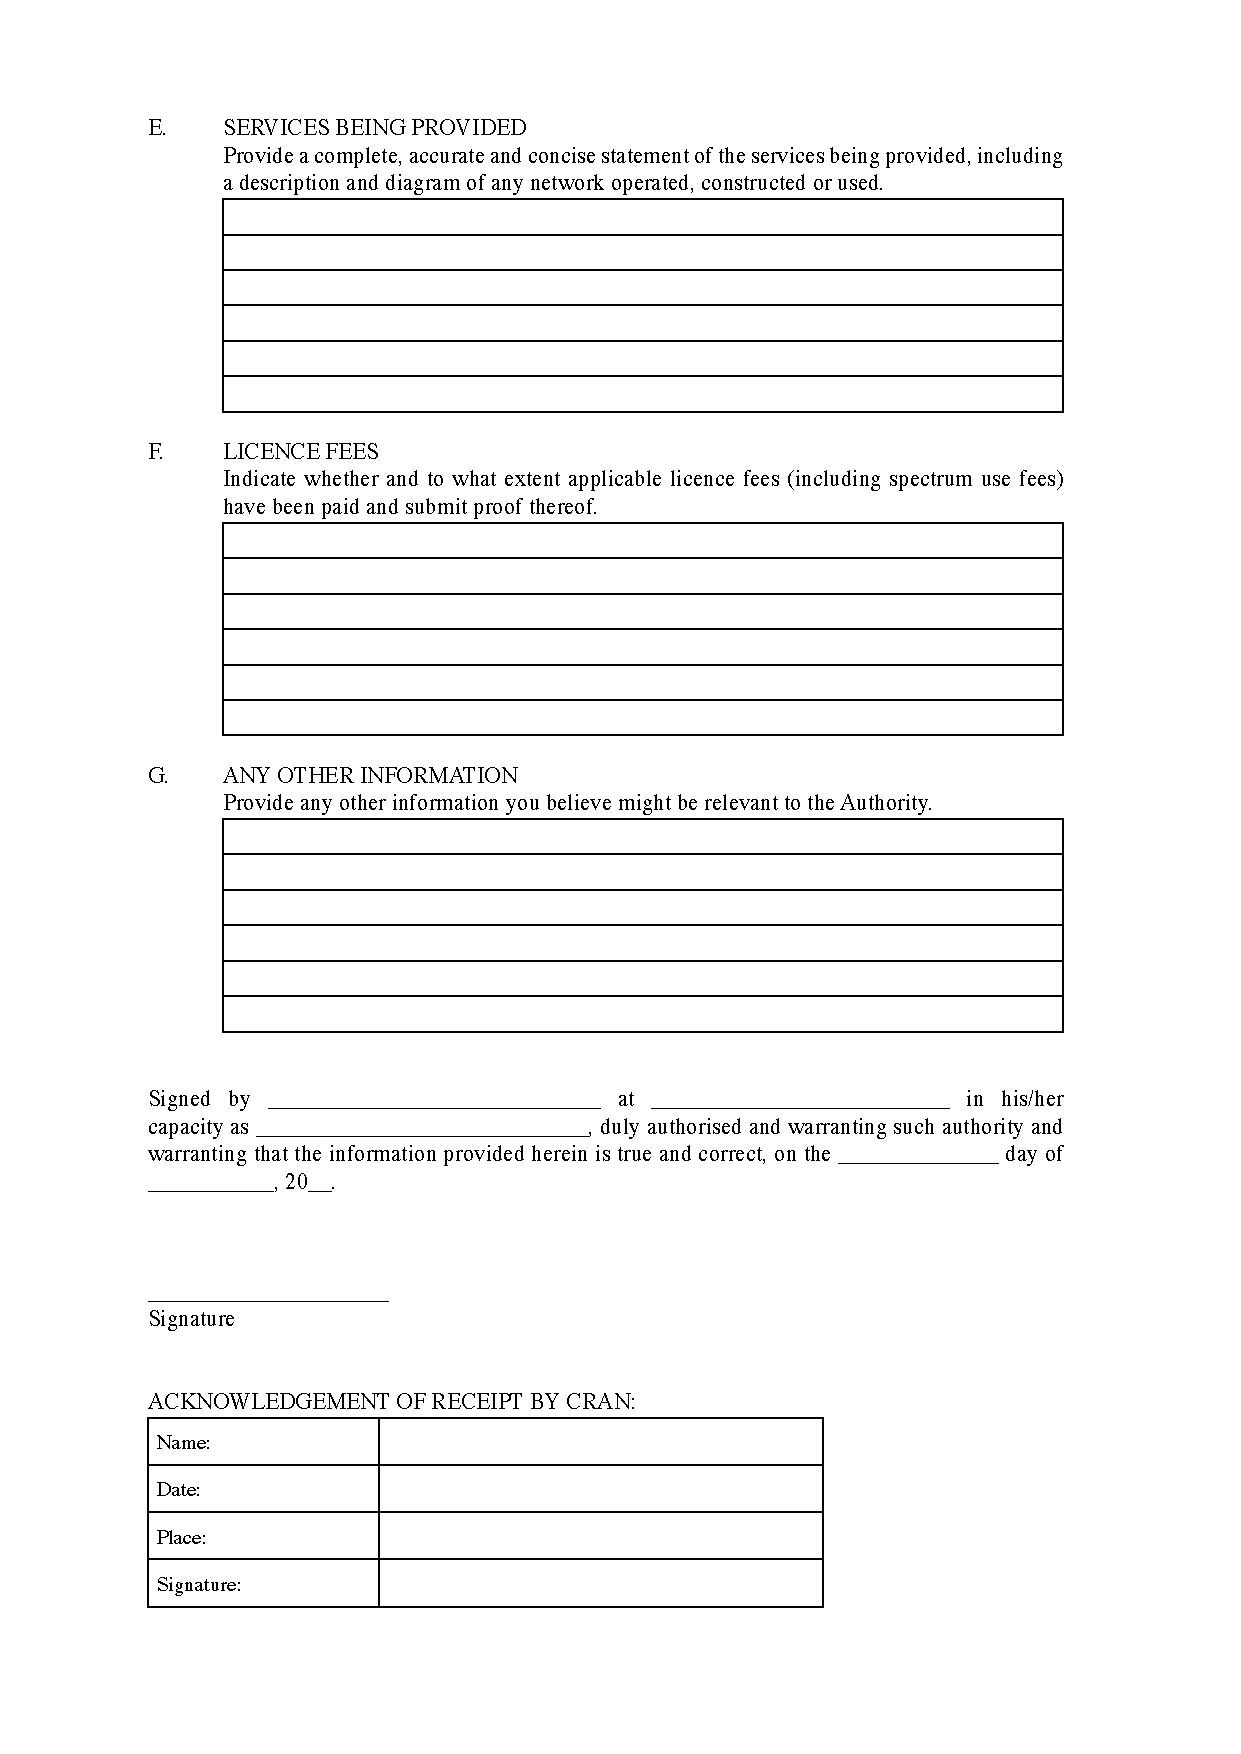 E. SERVICES BEING PROVIDED
Provide a complete, accurate and concise statement of the services being provided, including
a description and diagram of any network operated, constructed or used.
F. LICENCE FEES
Indicate whether and to what extent applicable licence fees (including spectrum use fees)
have been paid and submit proof thereof.
G. ANY OTHER INFORMATION
Provide any other information you believe might be relevant to the Authority.
Signed by _____________________________ at __________________________ in his/her
capacity as _____________________________, duly authorised and warranting such authority and
warranting that the information provided herein is true and correct, on the ______________ day of
___________, 20__.
_____________________
Signature
ACKNOWLEDGEMENT OF RECEIPT BY CRAN:
Name:
Date:
Place:
Signature: